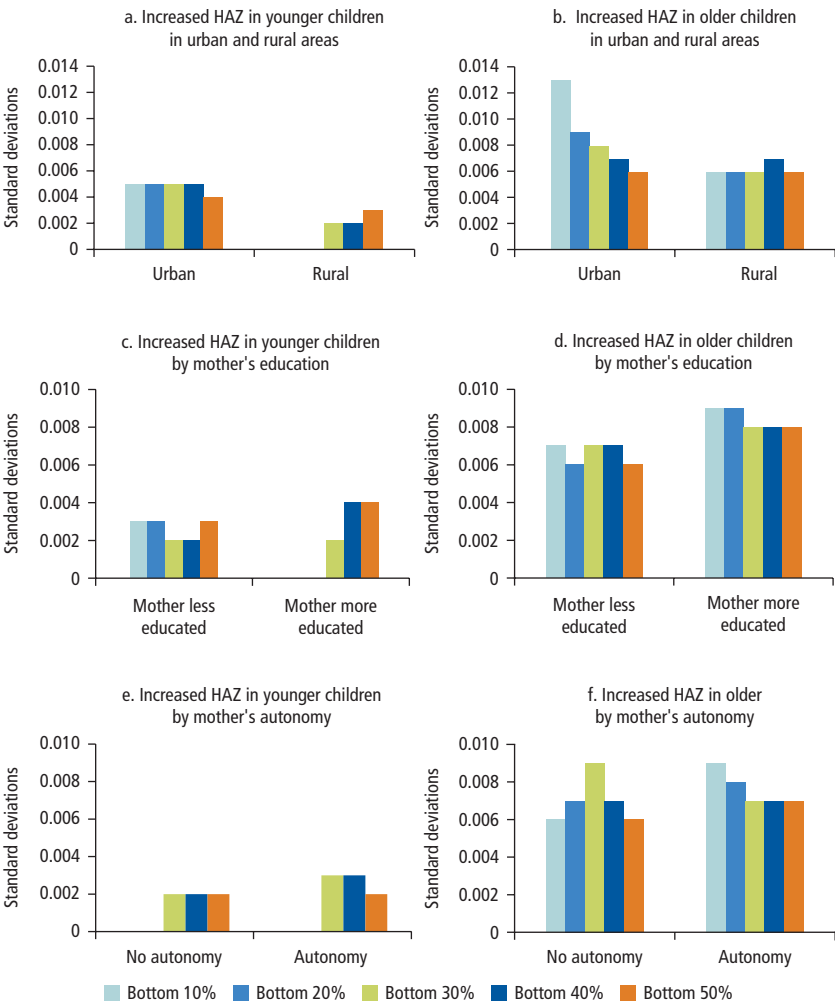 a. Increased HAZ in younger children
in urban and rural areas
Standard deviations
0.014
0.012
0.010
0.008
0.006
0.004
0.002
0
Urban
Rural
b. Increased HAZ in older children
in urban and rural areas
Standard deviations
0.014
0.012
0.010
0.008
0.006
0.004
0.002
0
Urban
Rural
c. Increased HAZ in younger children
by mother's education
Standard deviations
0.010
0.008
0.006
0.004
0.002
0
Mother less
educated
Mother more
educated
d. Increased HAZ in older children
by mother's education
Standard deviations
0.010
0.008
0.006
0.004
0.002
0
Mother less
educated
Mother more
educated
e. Increased HAZ in younger children
by mother's autonomy
Standard deviations
0.010
0.008
0.006
0.004
0.002
0
No autonomy
Autonomy
f. Increased HAZ in older
by mother's autonomy
Standard deviations
0.010
0.008
0.006
0.004
0.002
0
No autonomy
Autonomy
Bottom 10%
Bottom 20%
Bottom 30%
Bottom 40%
Bottom 50%